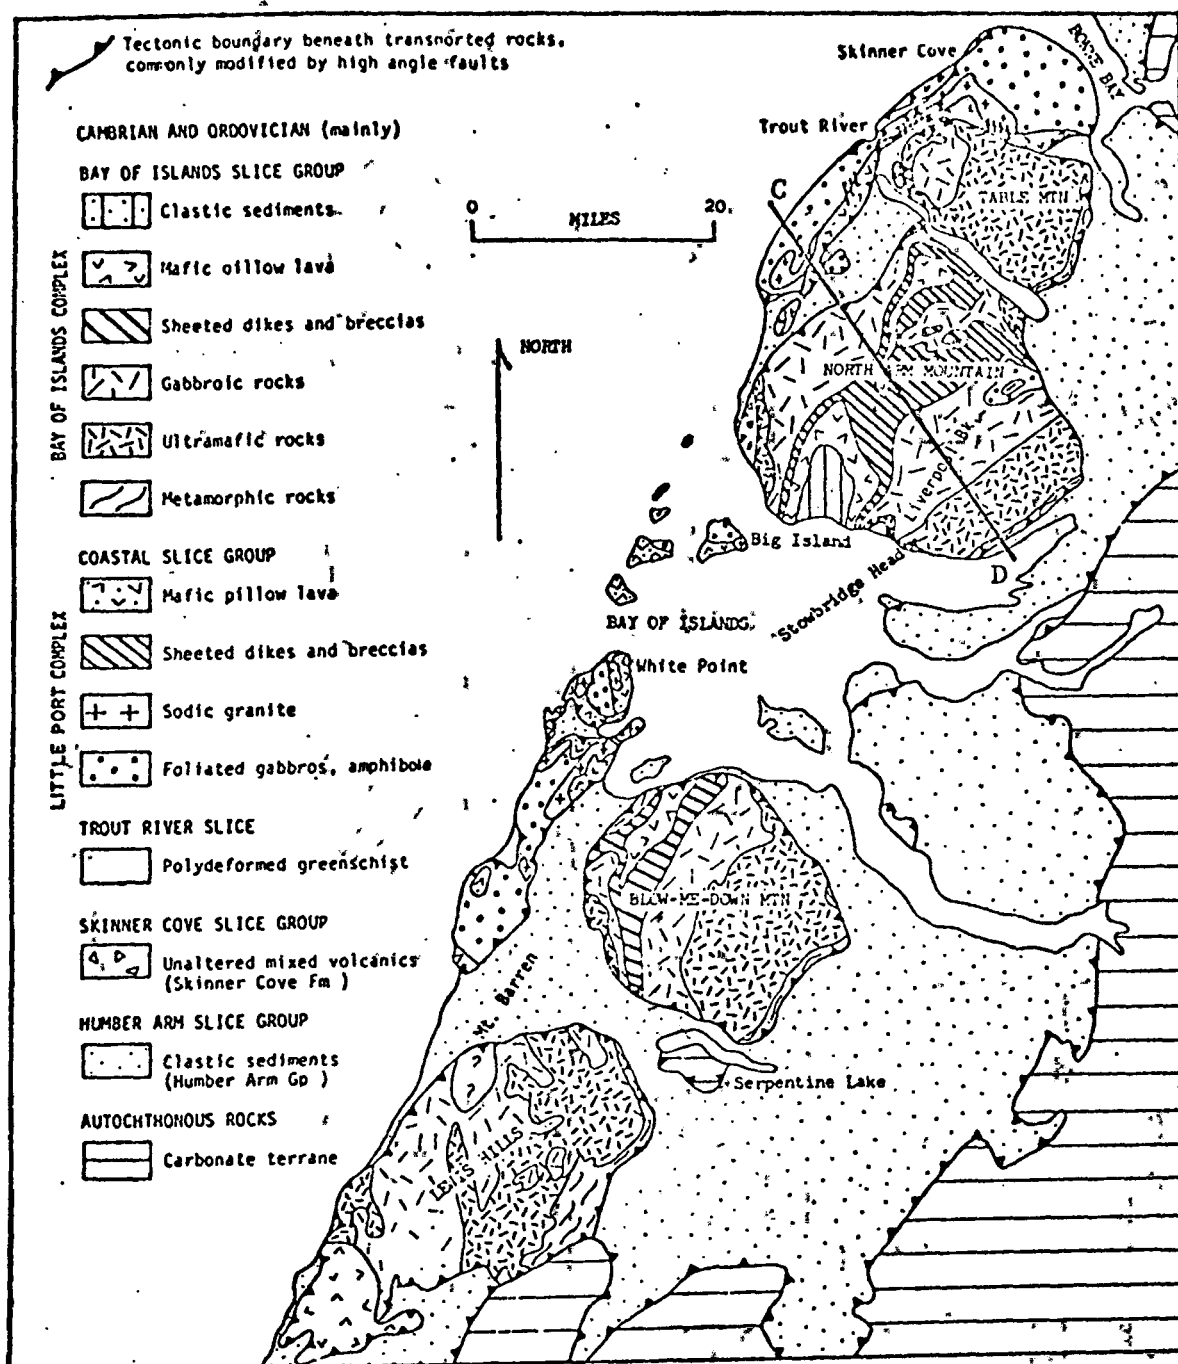 Tectonic boundary beneath transported rocks,
commonly modified by high angle faults
CAMBRIAN AND ORDOVICIAN (mainly)
BAY OF ISLANDS SLICE GROUP
BAY OF ISLANDS COMPLEX
Clastic sediments
Mafic pillow lava
Sheeted dikes and breccias
Gabbroic rocks
Ultramafic rocks
Metamorphic rocks
COASTAL SLICE GROUP
LITTLE PORT COMPLEX
Mafic pillow lava
Sheeted dikes and breccias
Sodic granite
Foliated gabbros, amphibole
TROUT RIVER SLICE
Polydeformed greenschist
SKINNER COVE SLICE GROUP
Unaltered mixed volcanics
(Skinner Cove Fm )
HUMBER ARM SLICE GROUP
Clastic sediments
(Humber Arm Gp )
AUTOCHTHONOUS ROCKS
Carbonate terrane
0 MILES 20
NORTH
Skinner Cove
BONNE BAY
Trout River
C
TABLE MTN
NORTH ARM MOUNTAIN
Liverpool Bk.
Big Island
Stowbridge Head
D
BAY OF ISLANDS
White Point
BLOW-ME-DOWN MTN
Mt. Barren
Serpentine Lake
LEWIS HILLS